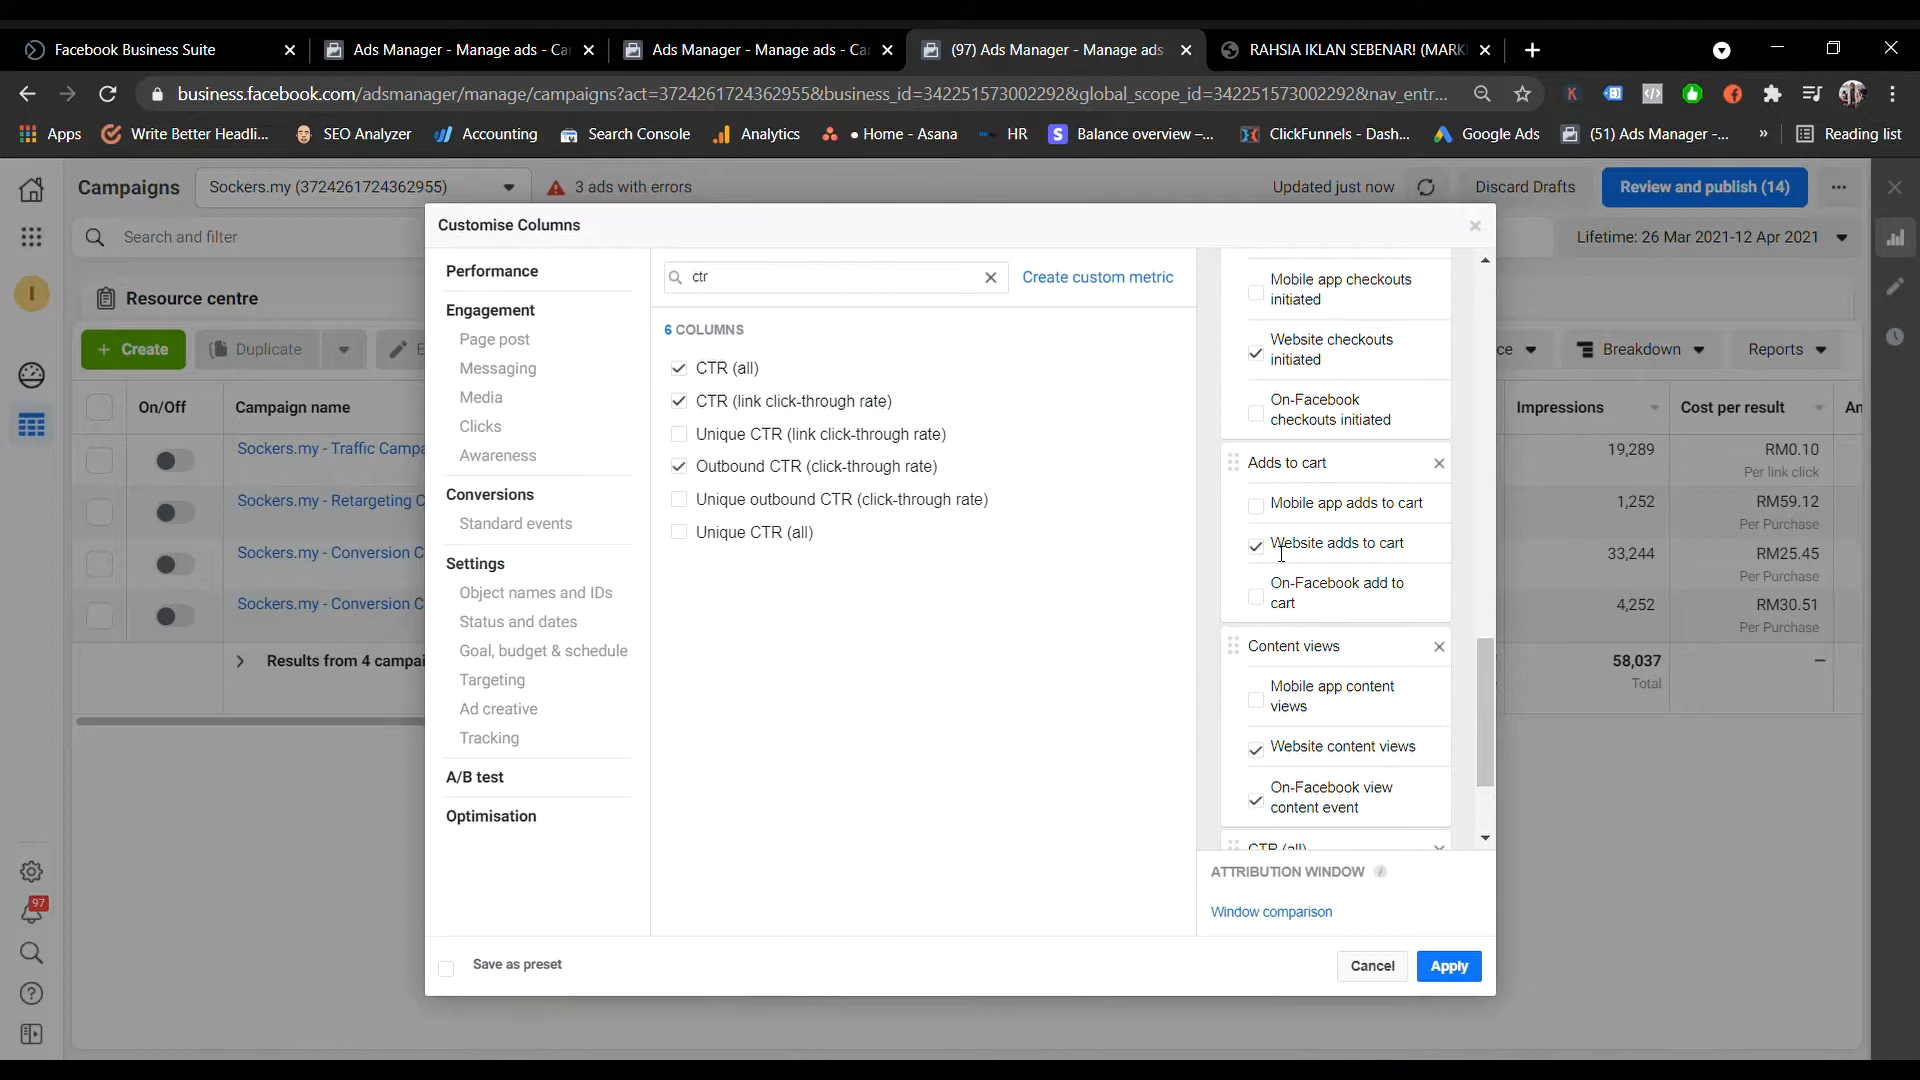 Facebook Business Suite
Ads Manager - Manage ads - Ca
Ads Manager - Manage ads - Ca
(97) Ads Manager - Manage ads
RAHSIA IKLAN SEBENAR! (MARK
business.facebook.com/adsmanager/manage/campaigns?act=3724261724362955&business_id=342251573002292&global_scope_id=342251573002292&nav_entr...
Apps
Write Better Headli...
SEO Analyzer
Accounting
Search Console
Analytics
• Home - Asana
HR
Balance overview –...
ClickFunnels - Dash...
Google Ads
(51) Ads Manager -...
»
Reading list
Campaigns
Sockers.my (3724261724362955)
3 ads with errors
Updated just now
Discard Drafts
Review and publish (14)
Search and filter
Lifetime: 26 Mar 2021-12 Apr 2021
Resource centre
+ Create
Duplicate
E
ce
Breakdown
Reports
On/Off
Campaign name
Impressions
Cost per result
An
Sockers.my - Traffic Campa
19,289
RM0.10
Per link click
Sockers.my - Retargeting C
1,252
RM59.12
Per Purchase
Sockers.my - Conversion C
33,244
RM25.45
Per Purchase
Sockers.my - Conversion C
4,252
RM30.51
Per Purchase
Results from 4 campai
58,037
Total
–
I
97
Customise Columns
Performance
Engagement
Page post
Messaging
Media
Clicks
Awareness
Conversions
Standard events
Settings
Object names and IDs
Status and dates
Goal, budget & schedule
Targeting
Ad creative
Tracking
A/B test
Optimisation
ctr
Create custom metric
6 COLUMNS
CTR (all)
CTR (link click-through rate)
Unique CTR (link click-through rate)
Outbound CTR (click-through rate)
Unique outbound CTR (click-through rate)
Unique CTR (all)
Mobile app checkouts
initiated
Website checkouts
initiated
On-Facebook
checkouts initiated
Adds to cart
Mobile app adds to cart
Website adds to cart
On-Facebook add to
cart
Content views
Mobile app content
views
Website content views
On-Facebook view
content event
CTR (all)
ATTRIBUTION WINDOW
Window comparison
Save as preset
Cancel
Apply